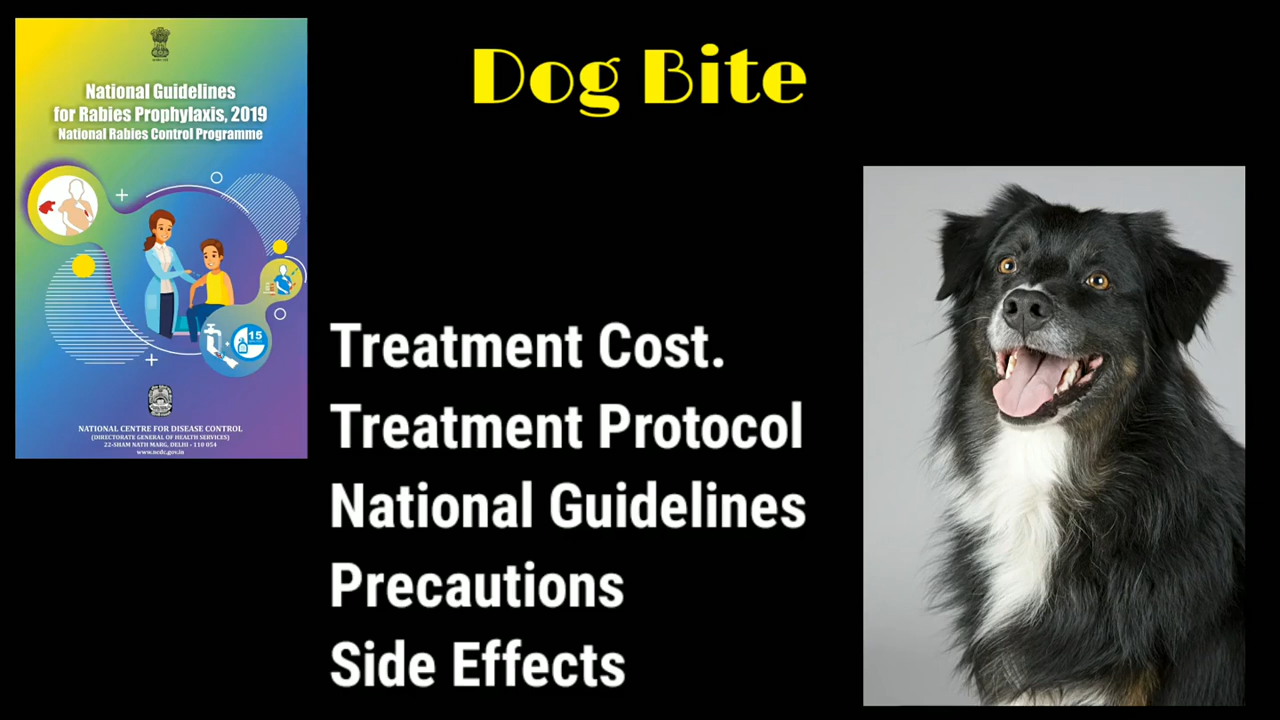 Dog Bite
National Guidelines
for Rabies Prophylaxis, 2019
National Rabies Control Programme
15
NATIONAL CENTRE FOR DISEASE CONTROL
(DIRECTORATE GENERAL OF HEALTH SERVICES)
22-SHAM NATH MARG, DELHI - 110 054
www.ncdc.gov.in
Treatment Cost.
Treatment Protocol
National Guidelines
Precautions
Side Effects